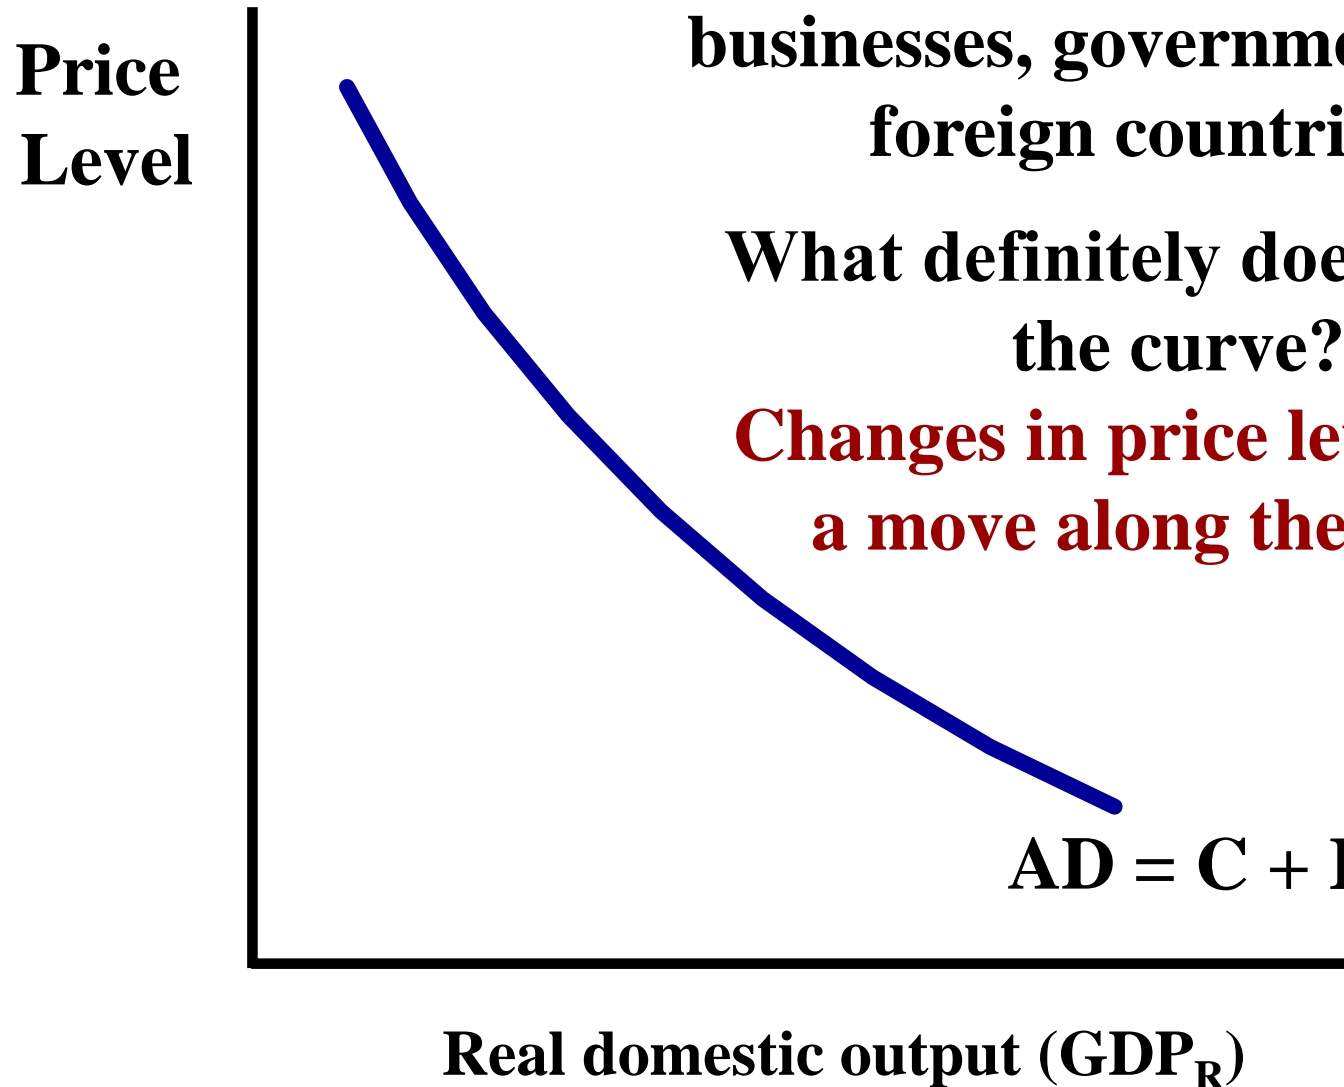 Price
Level
businesses, governme
foreign countri
What definitely doe
the curve?
Changes in price le
a move along the
AD = C + 
Real domestic output (GDPR)